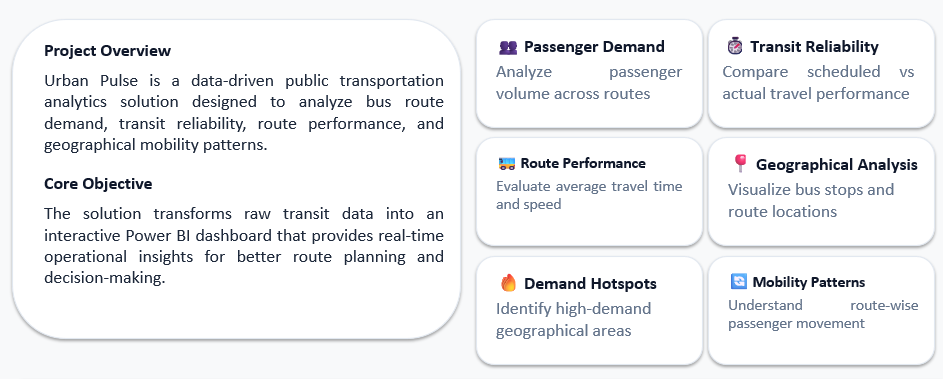 Project Overview
Urban Pulse is a data-driven public transportation
analytics solution designed to analyze bus route
demand, transit reliability, route performance, and
geographical mobility patterns.
Core Objective
The solution transforms raw transit data into an
interactive Power BI dashboard that provides real-time
operational insights for better route planning and
decision-making.
Passenger Demand
Analyze passenger
volume across routes
Transit Reliability
Compare scheduled vs
actual travel performance
Route Performance
Evaluate average travel time
and speed
Geographical Analysis
Visualize bus stops and
route locations
Demand Hotspots
Identify high-demand
geographical areas
Mobility Patterns
Understand route-wise
passenger movement